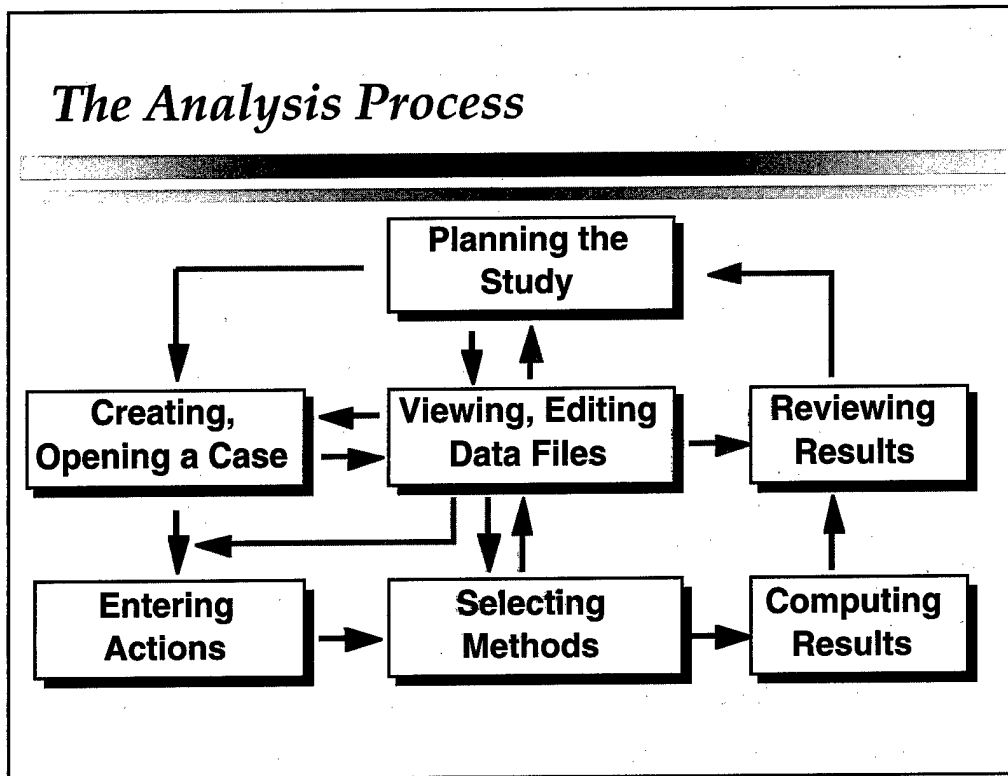 The Analysis Process
Planning the
Study
Creating,
Opening a Case
Viewing, Editing
Data Files
Reviewing
Results
Entering
Actions
Selecting
Methods
Computing
Results